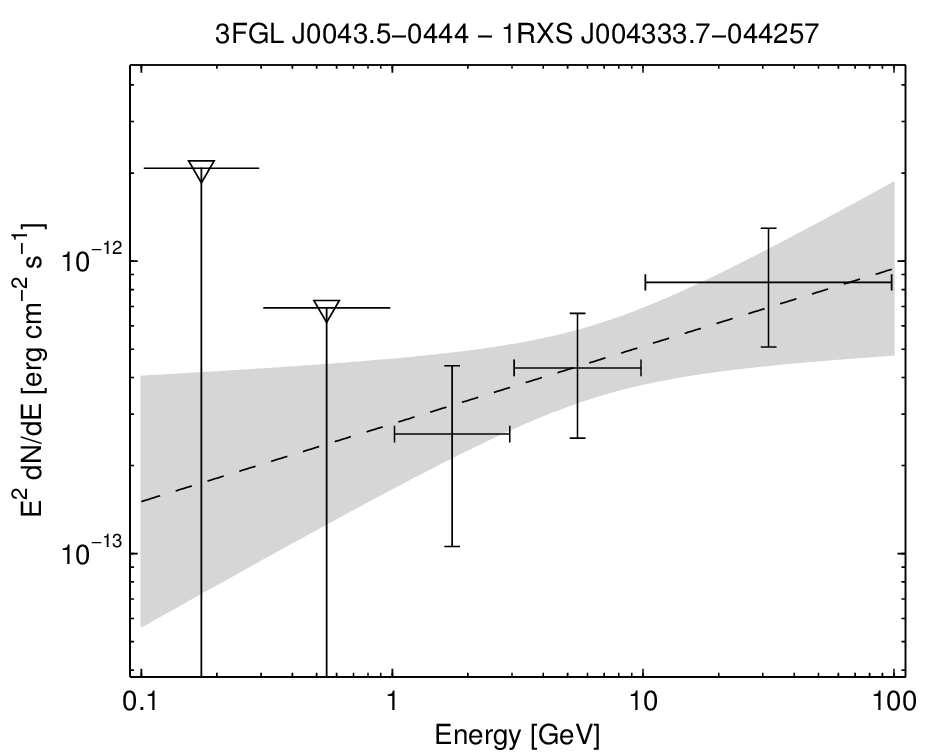 3FGL J0043.5−0444 − 1RXS J004333.7−044257
E² dN/dE [erg cm⁻² s⁻¹]
10⁻¹²
10⁻¹³
0.1 1 10 100
Energy [GeV]